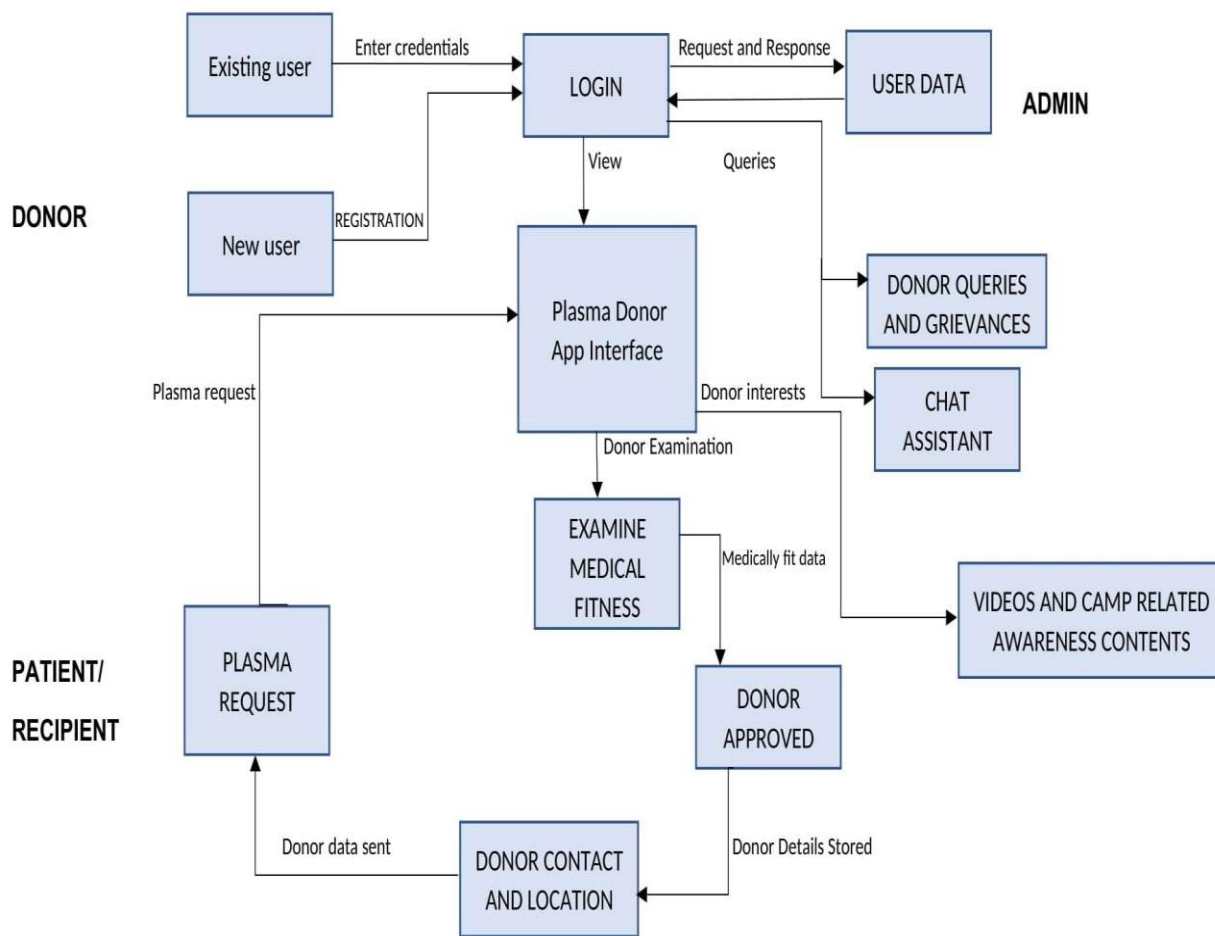 Existing user
Enter credentials
LOGIN
Request and Response
USER DATA
ADMIN
View
Queries
DONOR
New user
REGISTRATION
Plasma Donor
App Interface
DONOR QUERIES
AND GRIEVANCES
Plasma request
Donor interests
CHAT
ASSISTANT
Donor Examination
EXAMINE
MEDICAL
FITNESS
Medically fit data
VIDEOS AND CAMP RELATED
AWARENESS CONTENTS
PATIENT/
RECIPIENT
PLASMA
REQUEST
DONOR
APPROVED
Donor data sent
DONOR CONTACT
AND LOCATION
Donor Details Stored